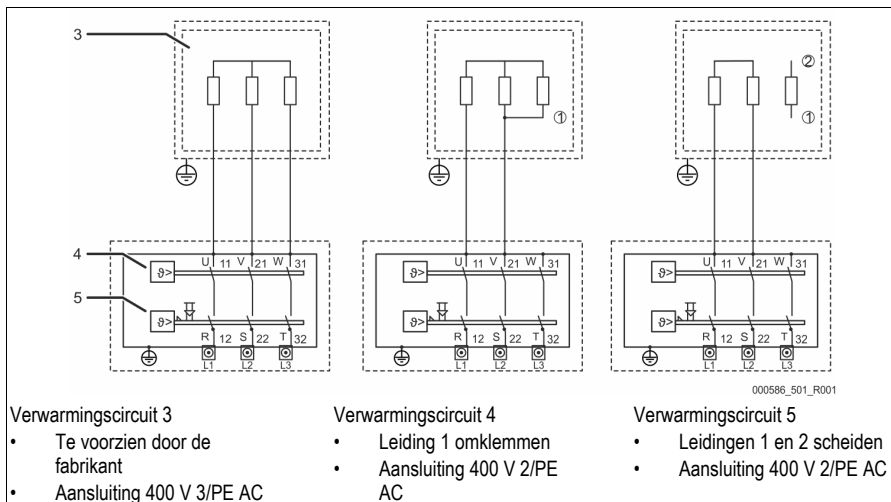 3
②
①
①
4
U 11 V 21 W 31
U 11 V 21 W 31
U 11 V 21 W 31
ϑ>
ϑ>
ϑ>
5
ϑ>
ϑ>
ϑ>
R 12 S 22 T 32
R 12 S 22 T 32
R 12 S 22 T 32
L1 L2 L3
L1 L2 L3
L1 L2 L3
000586_501_R001
Verwarmingscircuit 3
• Te voorzien door de
fabrikant
• Aansluiting 400 V 3/PE AC
Verwarmingscircuit 4
• Leiding 1 omklemmen
• Aansluiting 400 V 2/PE
AC
Verwarmingscircuit 5
• Leidingen 1 en 2 scheiden
• Aansluiting 400 V 2/PE AC